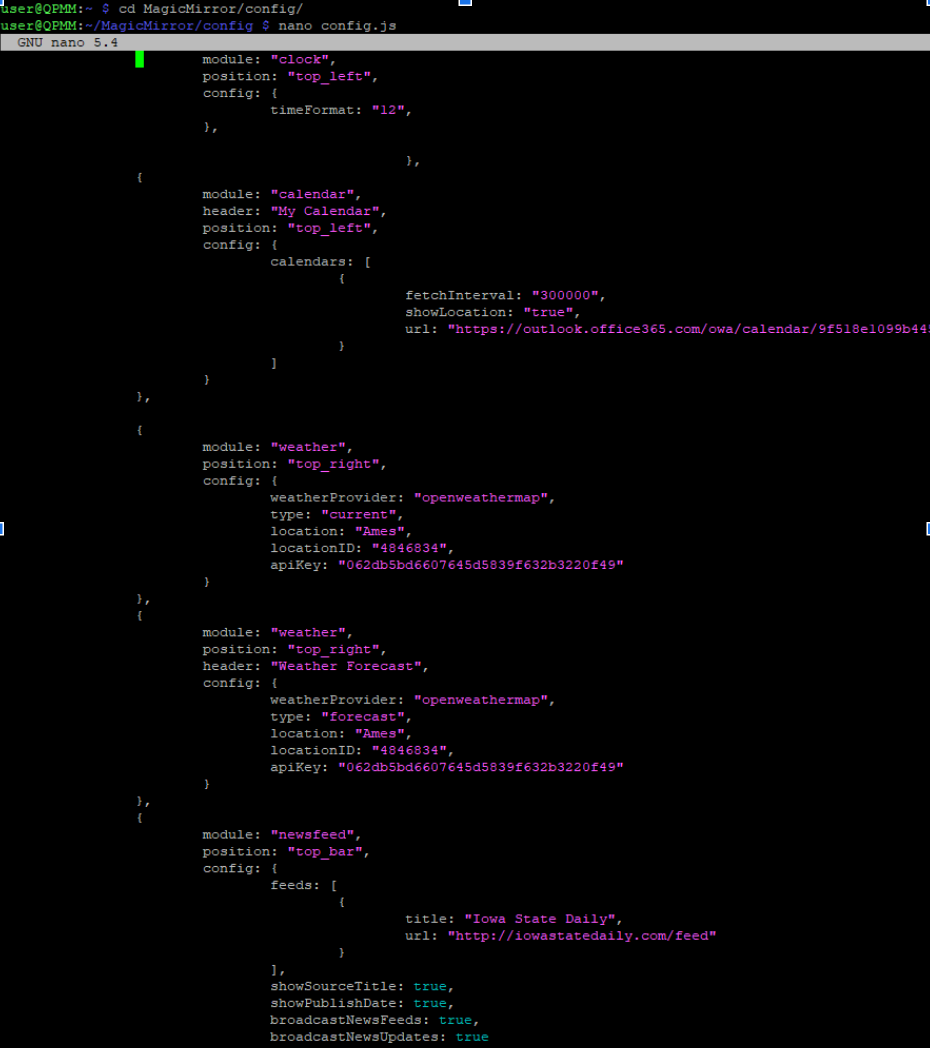 user@QPMM:~ $ cd MagicMirror/config/
user@QPMM:~/MagicMirror/config $ nano config.js
GNU nano 5.4
module: "clock",
position: "top_left",
config: {
timeFormat: "12",
},
},
{
module: "calendar",
header: "My Calendar",
position: "top_left",
config: {
calendars: [
{
fetchInterval: "300000",
showLocation: "true",
url: "https://outlook.office365.com/owa/calendar/9f518e1099b445
}
]
}
},
{
module: "weather",
position: "top_right",
config: {
weatherProvider: "openweathermap",
type: "current",
location: "Ames",
locationID: "4846834",
apiKey: "062db5bd6607645d5839f632b3220f49"
}
},
{
module: "weather",
position: "top_right",
header: "Weather Forecast",
config: {
weatherProvider: "openweathermap",
type: "forecast",
location: "Ames",
locationID: "4846834",
apiKey: "062db5bd6607645d5839f632b3220f49"
}
},
{
module: "newsfeed",
position: "top_bar",
config: {
feeds: [
{
title: "Iowa State Daily",
url: "http://iowastatedaily.com/feed"
}
],
showSourceTitle: true,
showPublishDate: true,
broadcastNewsFeeds: true,
broadcastNewsUpdates: true